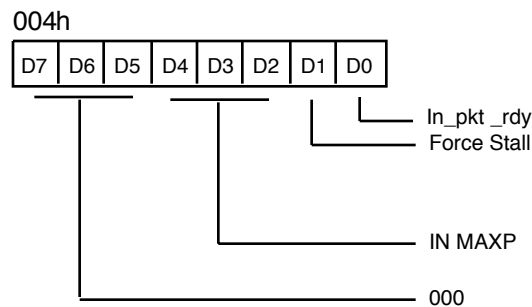 004h
D7 D6 D5 D4 D3 D2 D1 D0
In_pkt _rdy
Force Stall
IN MAXP
000